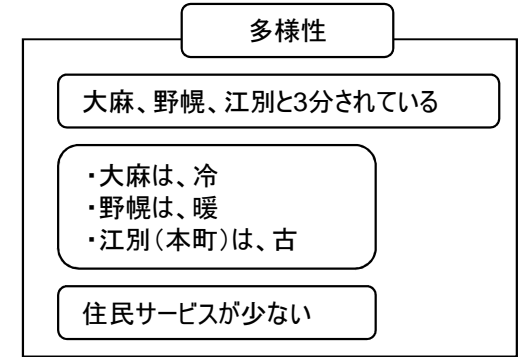 多様性
大麻、野幌、江別と3分されている
・大麻は、冷
・野幌は、暖
・江別（本町）は、古
住民サービスが少ない